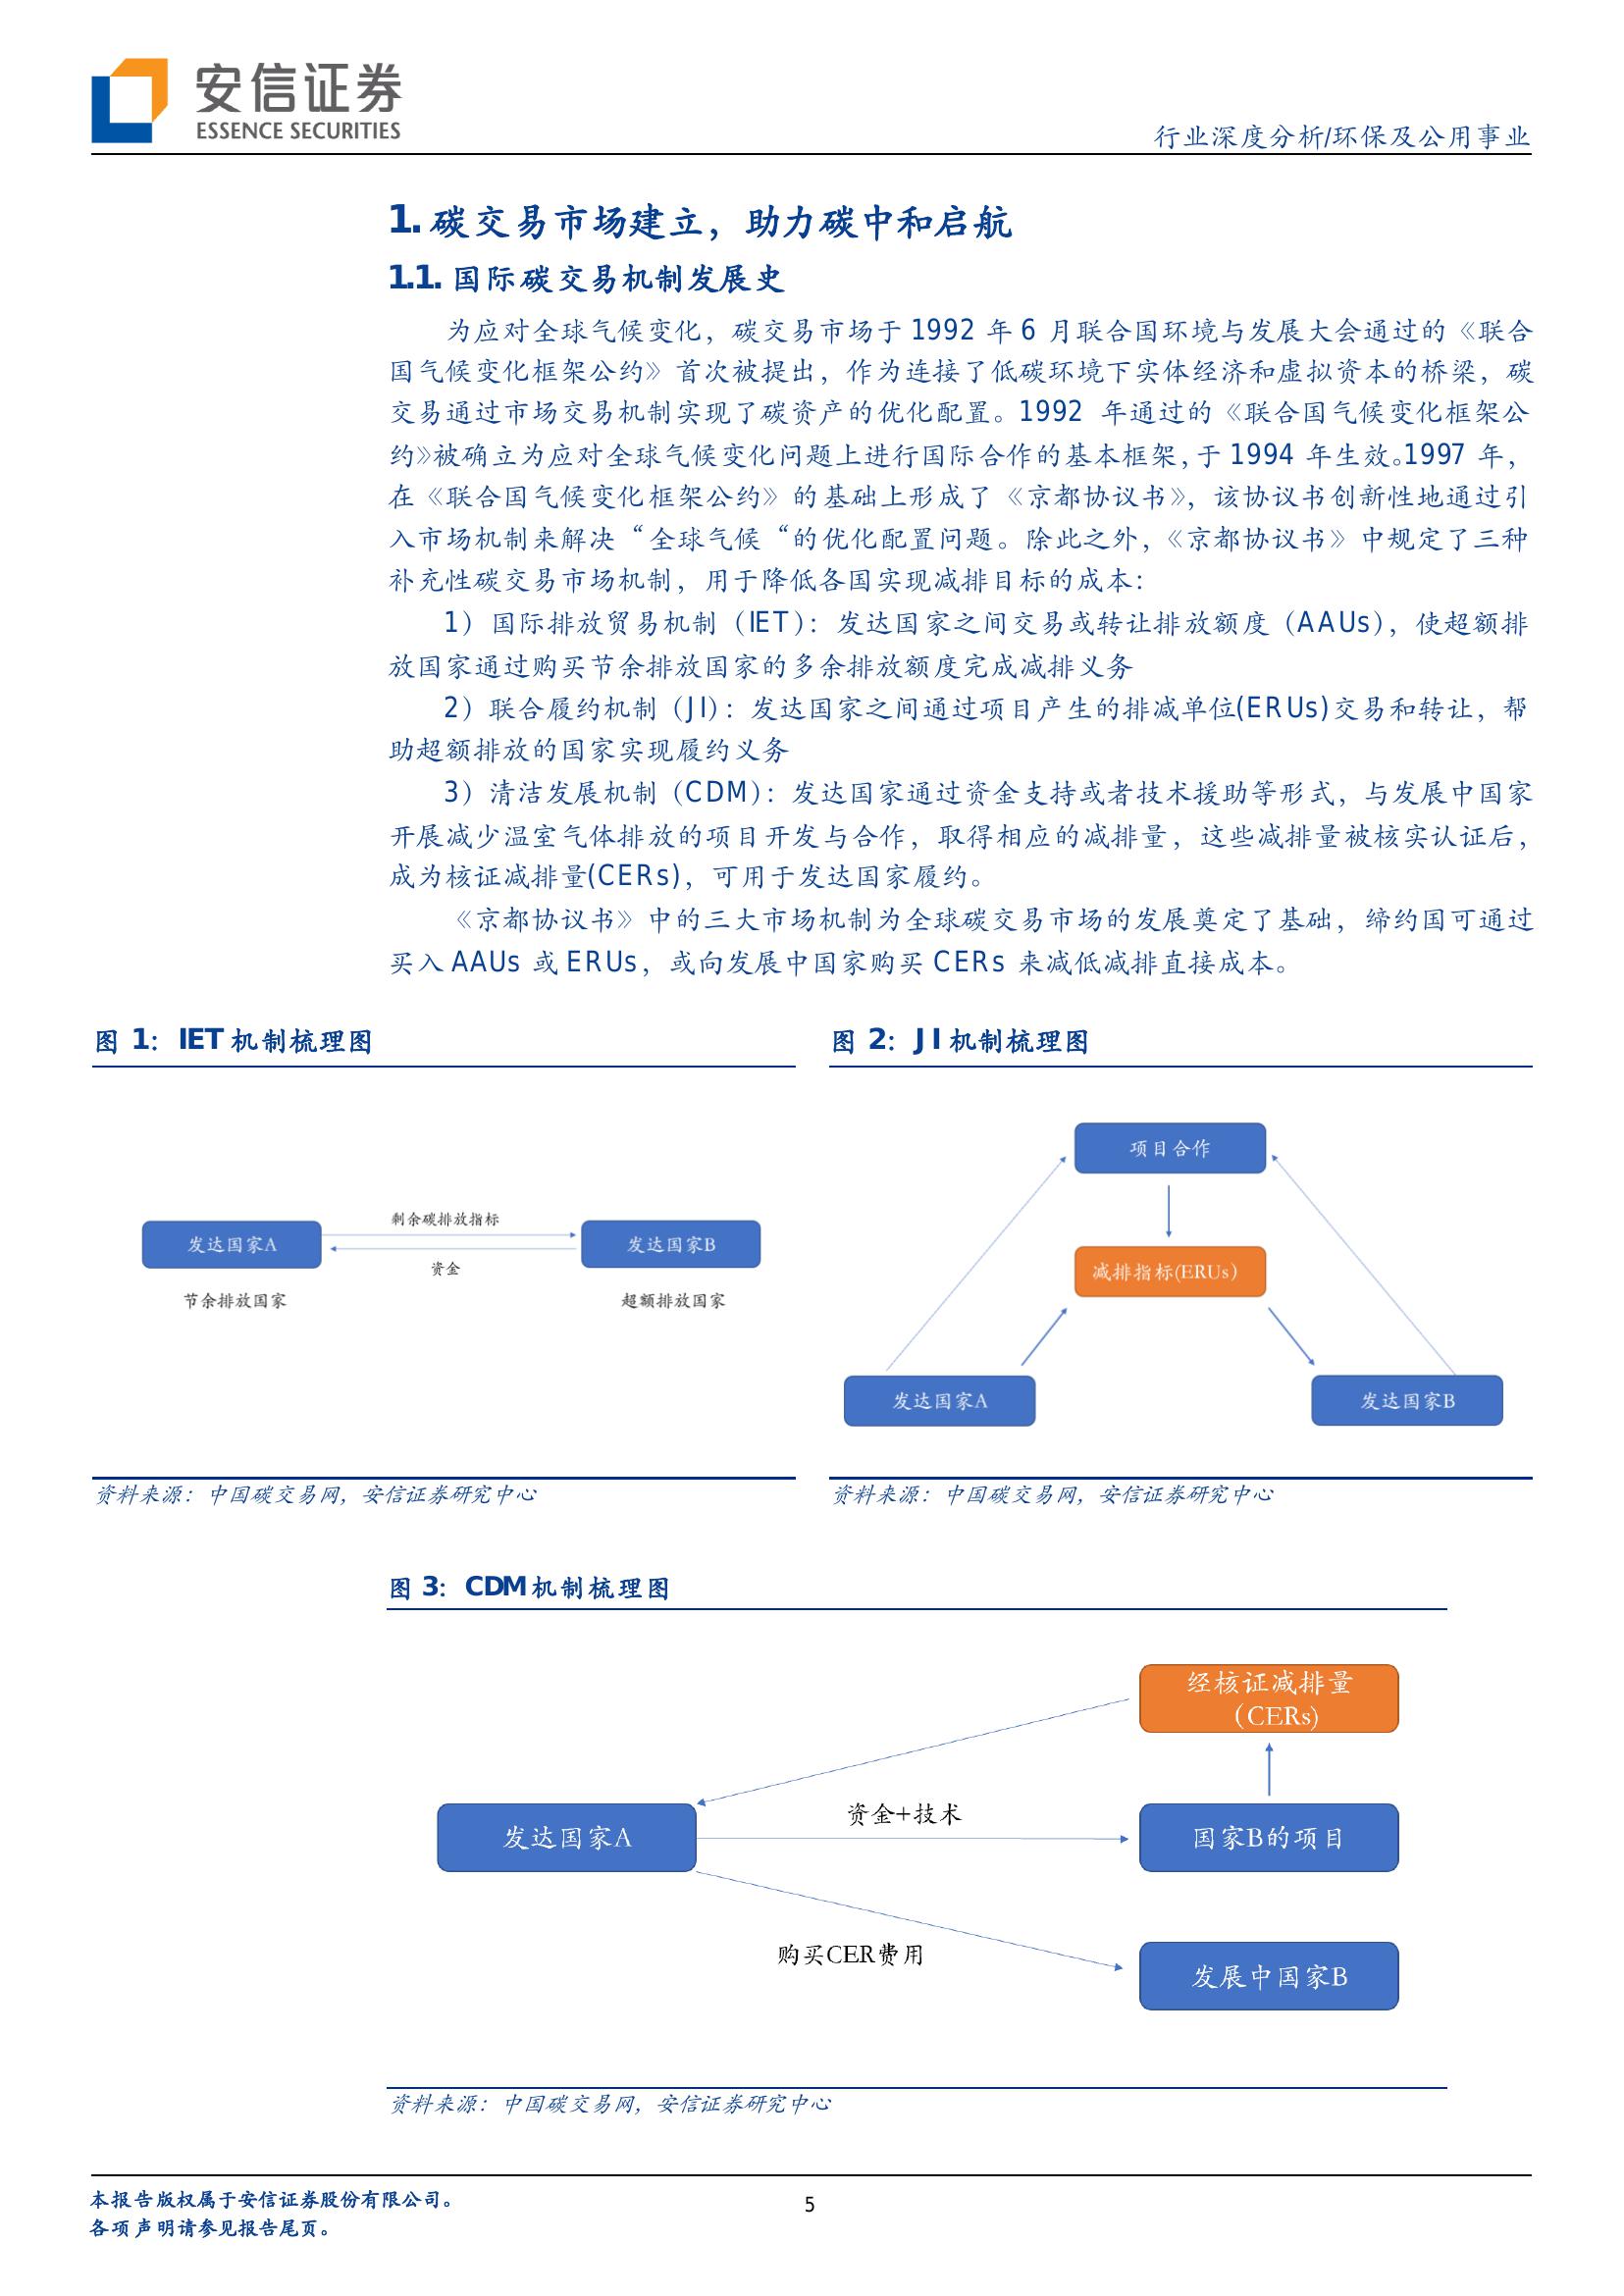 安信证券
ESSENCE SECURITIES
行业深度分析/环保及公用事业
1. 碳交易市场建立，助力碳中和启航
1.1. 国际碳交易机制发展史
为应对全球气候变化，碳交易市场于 1992 年 6 月联合国环境与发展大会通过的《联合
国气候变化框架公约》首次被提出，作为连接了低碳环境下实体经济和虚拟资本的桥梁，碳
交易通过市场交易机制实现了碳资产的优化配置。1992 年通过的《联合国气候变化框架公
约》被确立为应对全球气候变化问题上进行国际合作的基本框架，于 1994 年生效。1997 年，
在《联合国气候变化框架公约》的基础上形成了《京都协议书》，该协议书创新性地通过引
入市场机制来解决“全球气候“的优化配置问题。除此之外，《京都协议书》中规定了三种
补充性碳交易市场机制，用于降低各国实现减排目标的成本：
1）国际排放贸易机制（IET）：发达国家之间交易或转让排放额度（AAUs），使超额排
放国家通过购买节余排放国家的多余排放额度完成减排义务
2）联合履约机制（JI）：发达国家之间通过项目产生的排减单位(ERUs)交易和转让，帮
助超额排放的国家实现履约义务
3）清洁发展机制（CDM）：发达国家通过资金支持或者技术援助等形式，与发展中国家
开展减少温室气体排放的项目开发与合作，取得相应的减排量，这些减排量被核实认证后，
成为核证减排量(CERs)，可用于发达国家履约。
《京都协议书》中的三大市场机制为全球碳交易市场的发展奠定了基础，缔约国可通过
买入 AAUs 或 ERUs，或向发展中国家购买 CERs 来减低减排直接成本。
图 1：IET 机制梳理图
发达国家A
剩余碳排放指标
资金
发达国家B
节余排放国家
超额排放国家
资料来源：中国碳交易网，安信证券研究中心
图 2：JI 机制梳理图
项目合作
减排指标(ERUs）
发达国家A
发达国家B
资料来源：中国碳交易网，安信证券研究中心
图 3：CDM 机制梳理图
经核证减排量
（CERs)
发达国家A
资金+技术
国家B的项目
购买CER费用
发展中国家B
资料来源：中国碳交易网，安信证券研究中心
本报告版权属于安信证券股份有限公司。
各项声明请参见报告尾页。
5